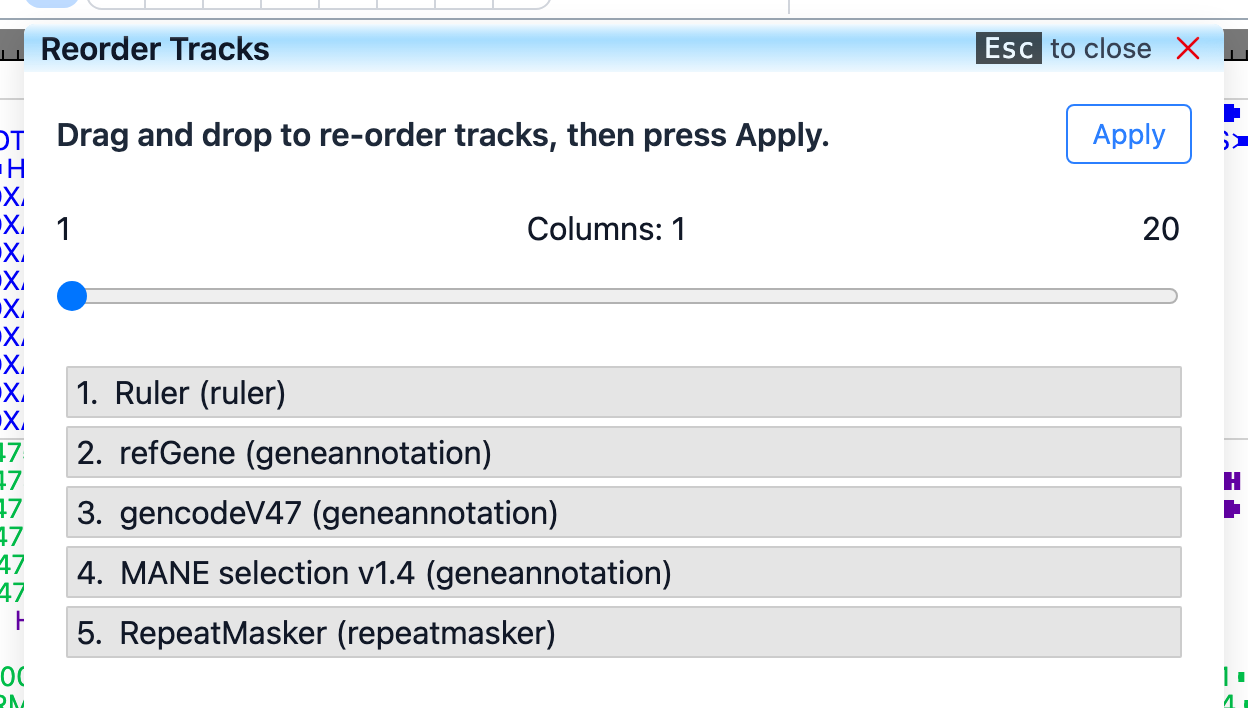 Reorder Tracks Esc to close
Drag and drop to re-order tracks, then press Apply. Apply
1 Columns: 1 20
1. Ruler (ruler)
2. refGene (geneannotation)
3. gencodeV47 (geneannotation)
4. MANE selection v1.4 (geneannotation)
5. RepeatMasker (repeatmasker)